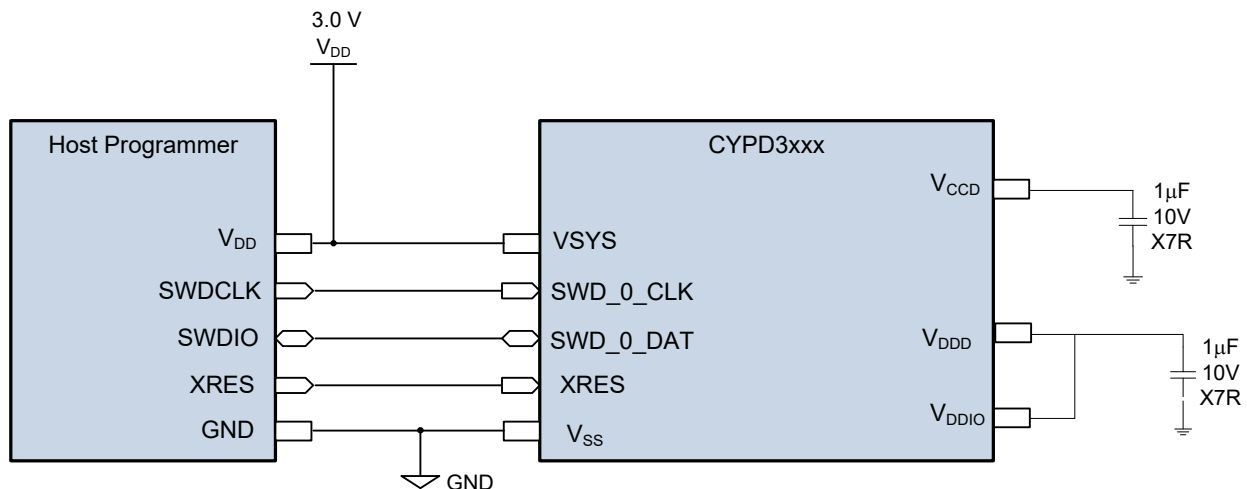 3.0 V
VDD
Host Programmer
VDD
SWDCLK
SWDIO
XRES
GND
GND
CYPD3xxx
VSYS
SWD_0_CLK
SWD_0_DAT
XRES
VSS
VCCD
VDDD
VDDIO
1µF
10V
X7R
1µF
10V
X7R